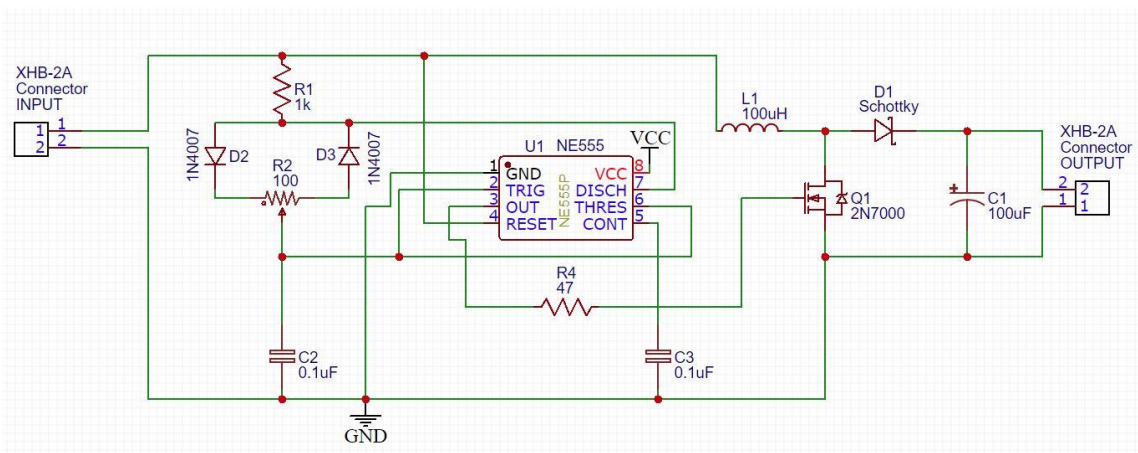 XHB-2A
Connector
INPUT
1 1
2 2
R1
1k
1N4007
D2
R2
100
D3
1N4007
U1 NE555
NE555P
1 GND
2 TRIG
3 OUT
4 RESET
VCC
VCC 8
DISCH 7
THRES 6
CONT 5
R4
47
C2
0.1uF
C3
0.1uF
GND
L1
100uH
D1
Schottky
Q1
2N7000
+
C1
100uF
XHB-2A
Connector
OUTPUT
2 2
1 1